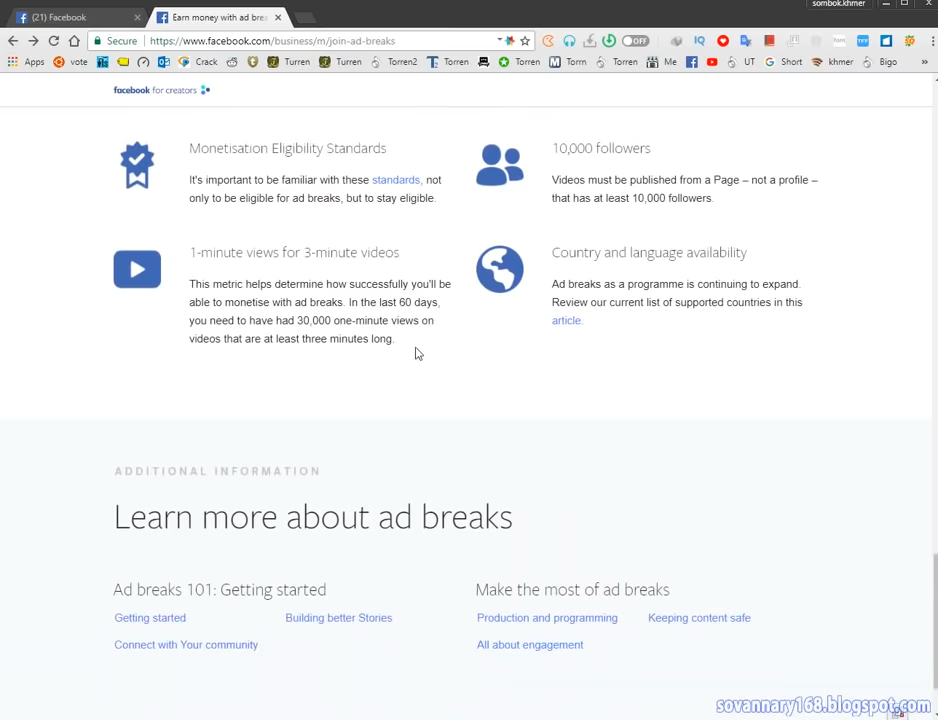 sombok.khmer
(21) Facebook
Earn money with ad brea
Secure
https://www.facebook.com/business/m/join-ad-breaks
OFF
Apps
vote
Crack
Turren
Turren
Torren2
Torren
Torrn
Torren
Me
UT
Short
khmer
Bigo
»
facebook for creators
Monetisation Eligibility Standards
It's important to be familiar with these standards, not
only to be eligible for ad breaks, but to stay eligible.
10,000 followers
Videos must be published from a Page – not a profile –
that has at least 10,000 followers.
1-minute views for 3-minute videos
This metric helps determine how successfully you'll be
able to monetise with ad breaks. In the last 60 days,
you need to have had 30,000 one-minute views on
videos that are at least three minutes long.
Country and language availability
Ad breaks as a programme is continuing to expand.
Review our current list of supported countries in this
article.
ADDITIONAL INFORMATION
Learn more about ad breaks
Ad breaks 101: Getting started
Getting started
Building better Stories
Connect with Your community
Make the most of ad breaks
Production and programming
Keeping content safe
All about engagement
sovannary168.blogspot.com